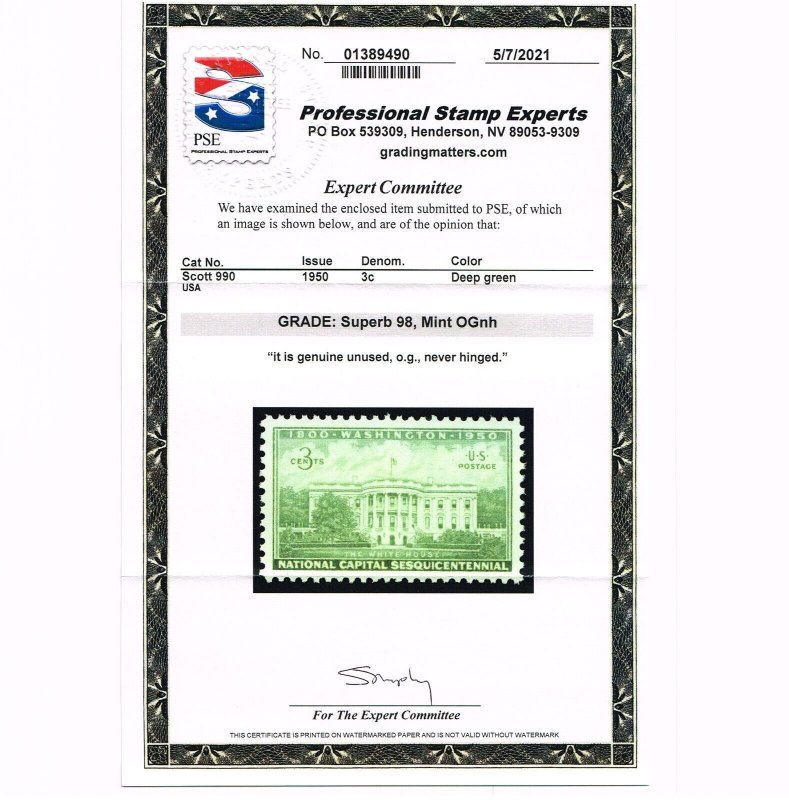 No. 01389490 5/7/2021
PSE
PROFESSIONAL STAMP EXPERTS
Professional Stamp Experts
PO Box 539309, Henderson, NV 89053-9309
gradingmatters.com
Expert Committee
We have examined the enclosed item submitted to PSE, of which
an image is shown below, and are of the opinion that:
Cat No. Issue Denom. Color
Scott 990 1950 3c Deep green
USA
GRADE: Superb 98, Mint OGnh
“it is genuine unused, o.g., never hinged.”
1800·WASHINGTON·1950
3 CENTS
·U·S·
POSTAGE
THE WHITE HOUSE
NATIONAL CAPITAL SESQUICENTENNIAL
For The Expert Committee
THIS CERTIFICATE IS PRINTED ON WATERMARKED PAPER AND IS NOT VALID WITHOUT WATERMARK